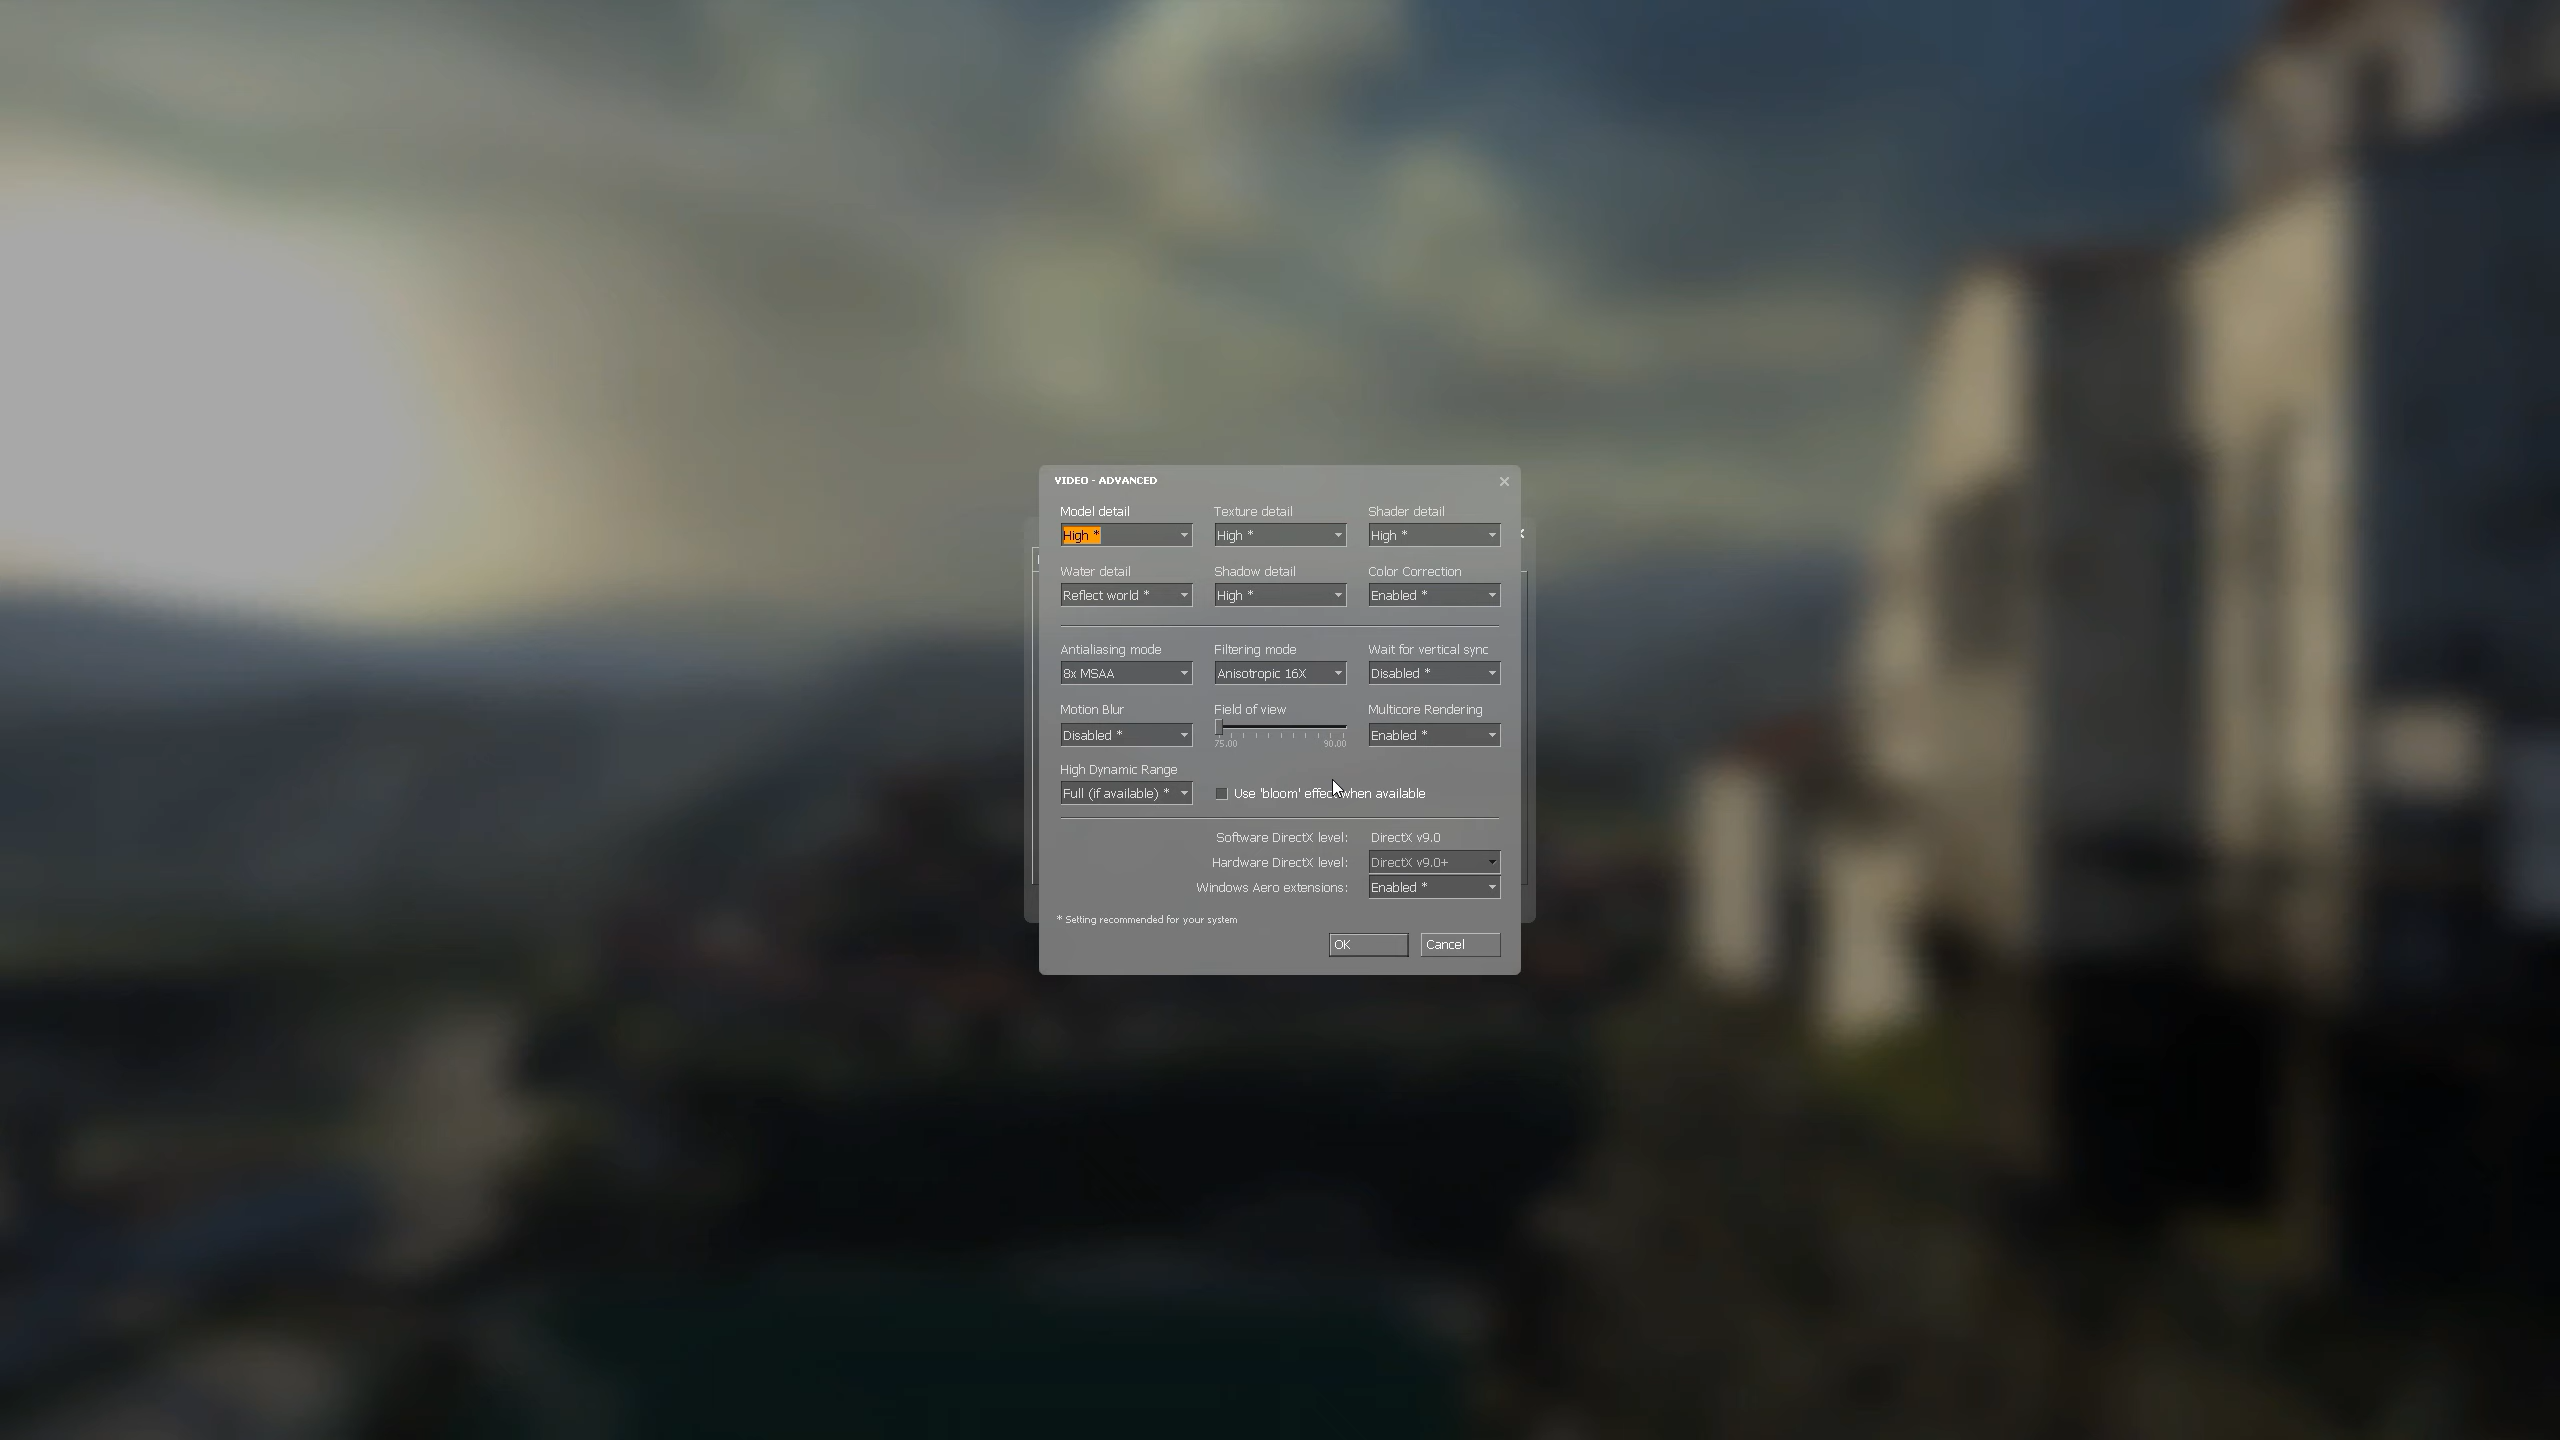 VIDEO - ADVANCED
Model detail Texture detail Shader detail
High * High * High *
Water detail Shadow detail Color Correction
Reflect world * High * Enabled *
Antialiasing mode Filtering mode Wait for vertical sync
8x MSAA Anisotropic 16X Disabled *
Motion Blur Field of view Multicore Rendering
Disabled * 75.00 90.00 Enabled *
High Dynamic Range
Full (if available) * Use 'bloom' effect when available
Software DirectX level: DirectX v9.0
Hardware DirectX level: DirectX v9.0+
Windows Aero extensions: Enabled *
* Setting recommended for your system
OK Cancel